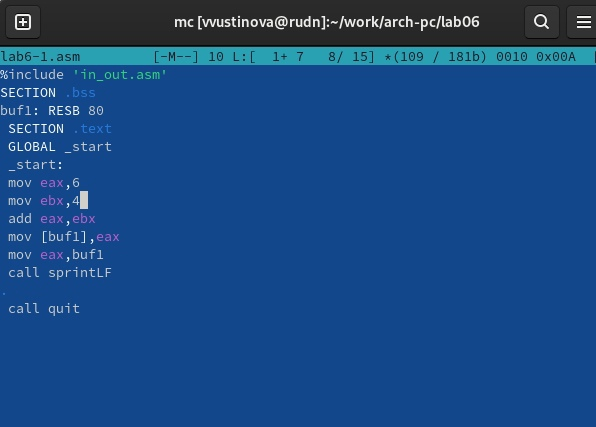 mc [vvustinova@rudn]:~/work/arch-pc/lab06
lab6-1.asm [-M--] 10 L:[ 1+ 7 8/ 15] *(109 / 181b) 0010 0x00A
%include 'in_out.asm'
SECTION .bss
buf1: RESB 80
SECTION .text
GLOBAL _start
_start:
mov eax,6
mov ebx,4
add eax,ebx
mov [buf1],eax
mov eax,buf1
call sprintLF
.
call quit